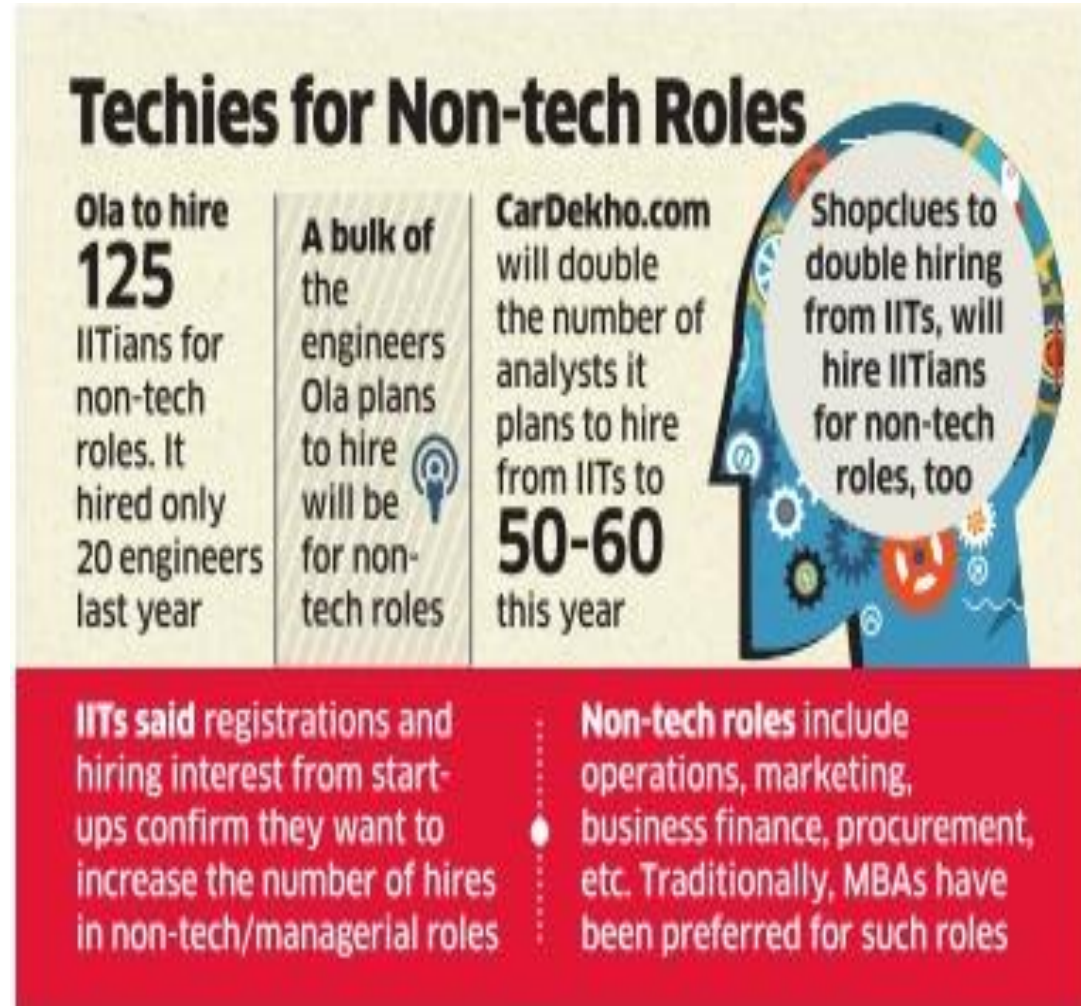 Techies for Non-tech Roles
Ola to hire
125
IITians for
non-tech
roles. It
hired only
20 engineers
last year
A bulk of
the
engineers
Ola plans
to hire
will be
for non-
tech roles
CarDekho.com
will double
the number of
analysts it
plans to hire
from IITs to
50-60
this year
Shopclues to
double hiring
from IITs, will
hire IITians
for non-tech
roles, too
IITs said registrations and
hiring interest from start-
ups confirm they want to
increase the number of hires
in non-tech/managerial roles
Non-tech roles include
operations, marketing,
business finance, procurement,
etc. Traditionally, MBAs have
been preferred for such roles